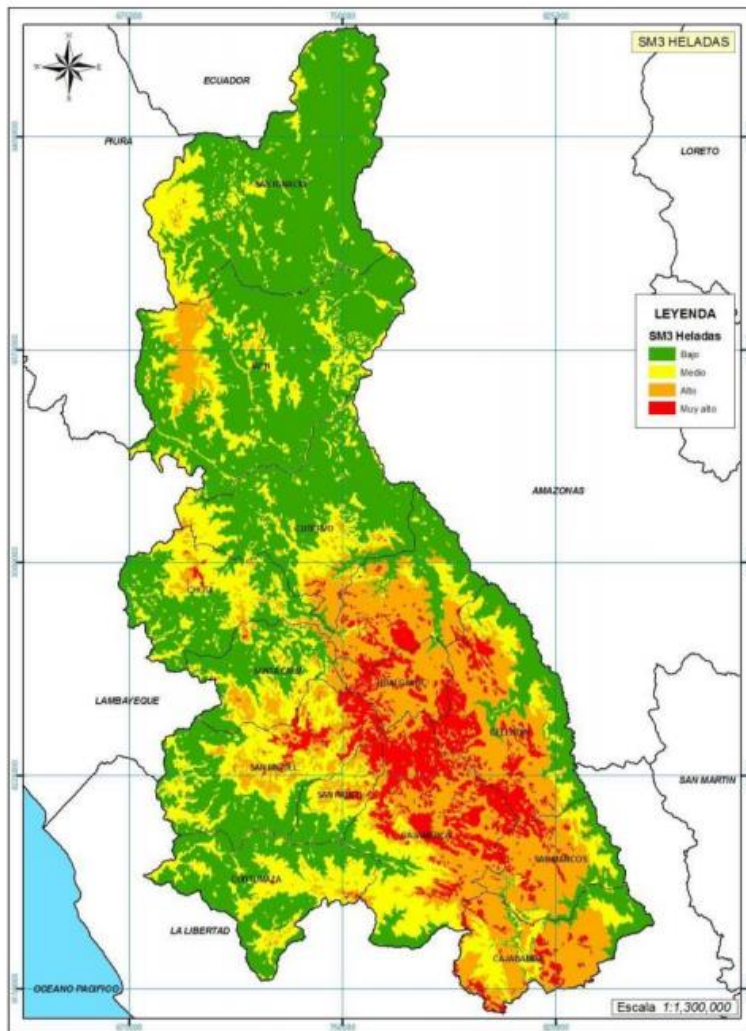 SM3 HELADAS
N
W
E
S
ECUADOR
PIURA
LORETO
SAN IGNACIO
LEYENDA
SM3 Heladas
Bajo
Medio
Alto
Muy alto
JAEN
AMAZONAS
CUTERVO
CHOTA
SANTA CRUZ
HUALGAYOC
LAMBAYEQUE
CELENDIN
SAN MIGUEL
SAN MARTIN
SAN PABLO
CAJAMARCA
SAN MARCOS
CONTUMAZA
LA LIBERTAD
CAJABAMBA
OCEANO PACIFICO
Escala 1:1,300,000